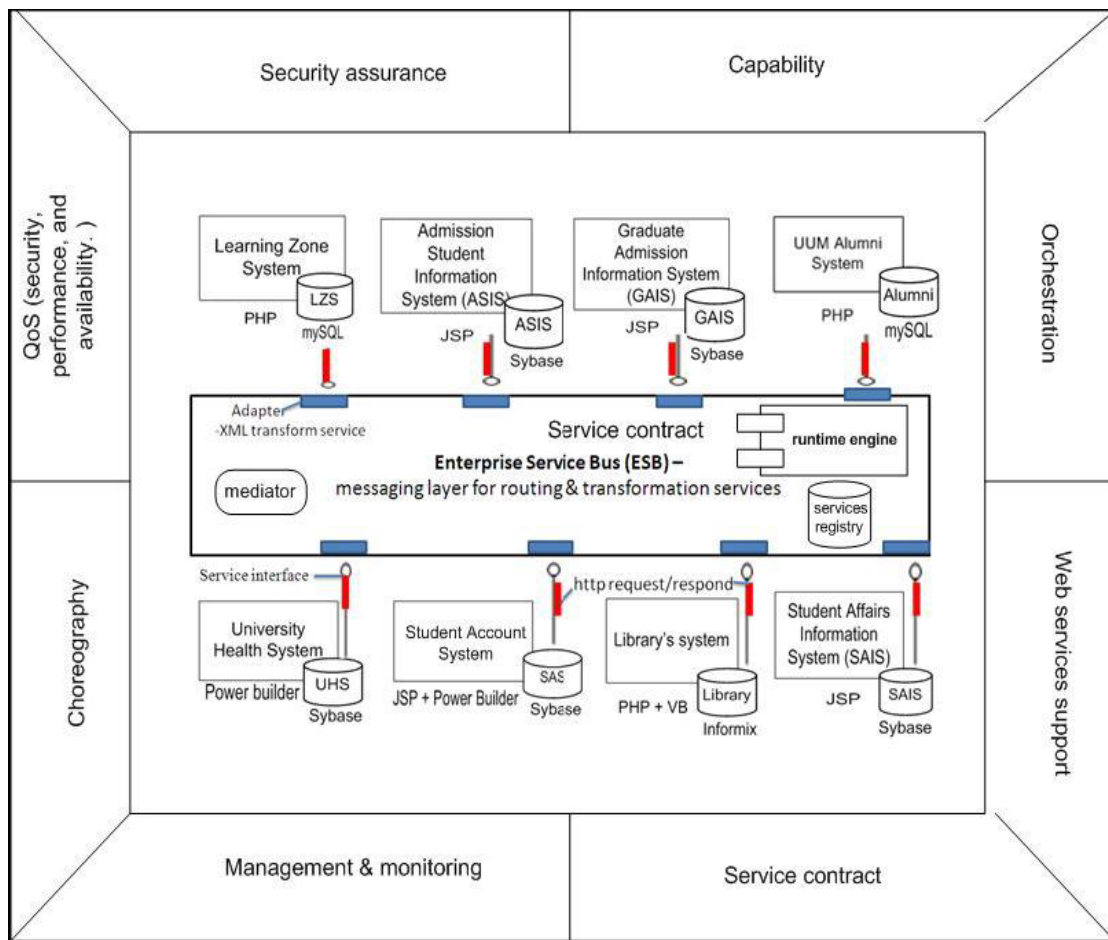 Security assurance
Capability
QoS (security,
performance, and
availability. )
Orchestration
Learning Zone
System
LZS
PHP
mySQL
Admission
Student
Information
System (ASIS)
ASIS
JSP
Sybase
Graduate
Admission
Information System
(GAIS)
GAIS
JSP
Sybase
UUM Alumni
System
Alumni
PHP
mySQL
Adapter
-XML transform service
Service contract
runtime engine
Enterprise Service Bus (ESB) –
messaging layer for routing & transformation services
mediator
services
registry
Service interface
http request/respond
University
Health System
UHS
Power builder
Sybase
Student Account
System
SAS
JSP + Power Builder
Sybase
Library's system
Library
PHP + VB
Informix
Student Affairs
Information
System (SAIS)
SAIS
JSP
Sybase
Choreography
Web services support
Management & monitoring
Service contract